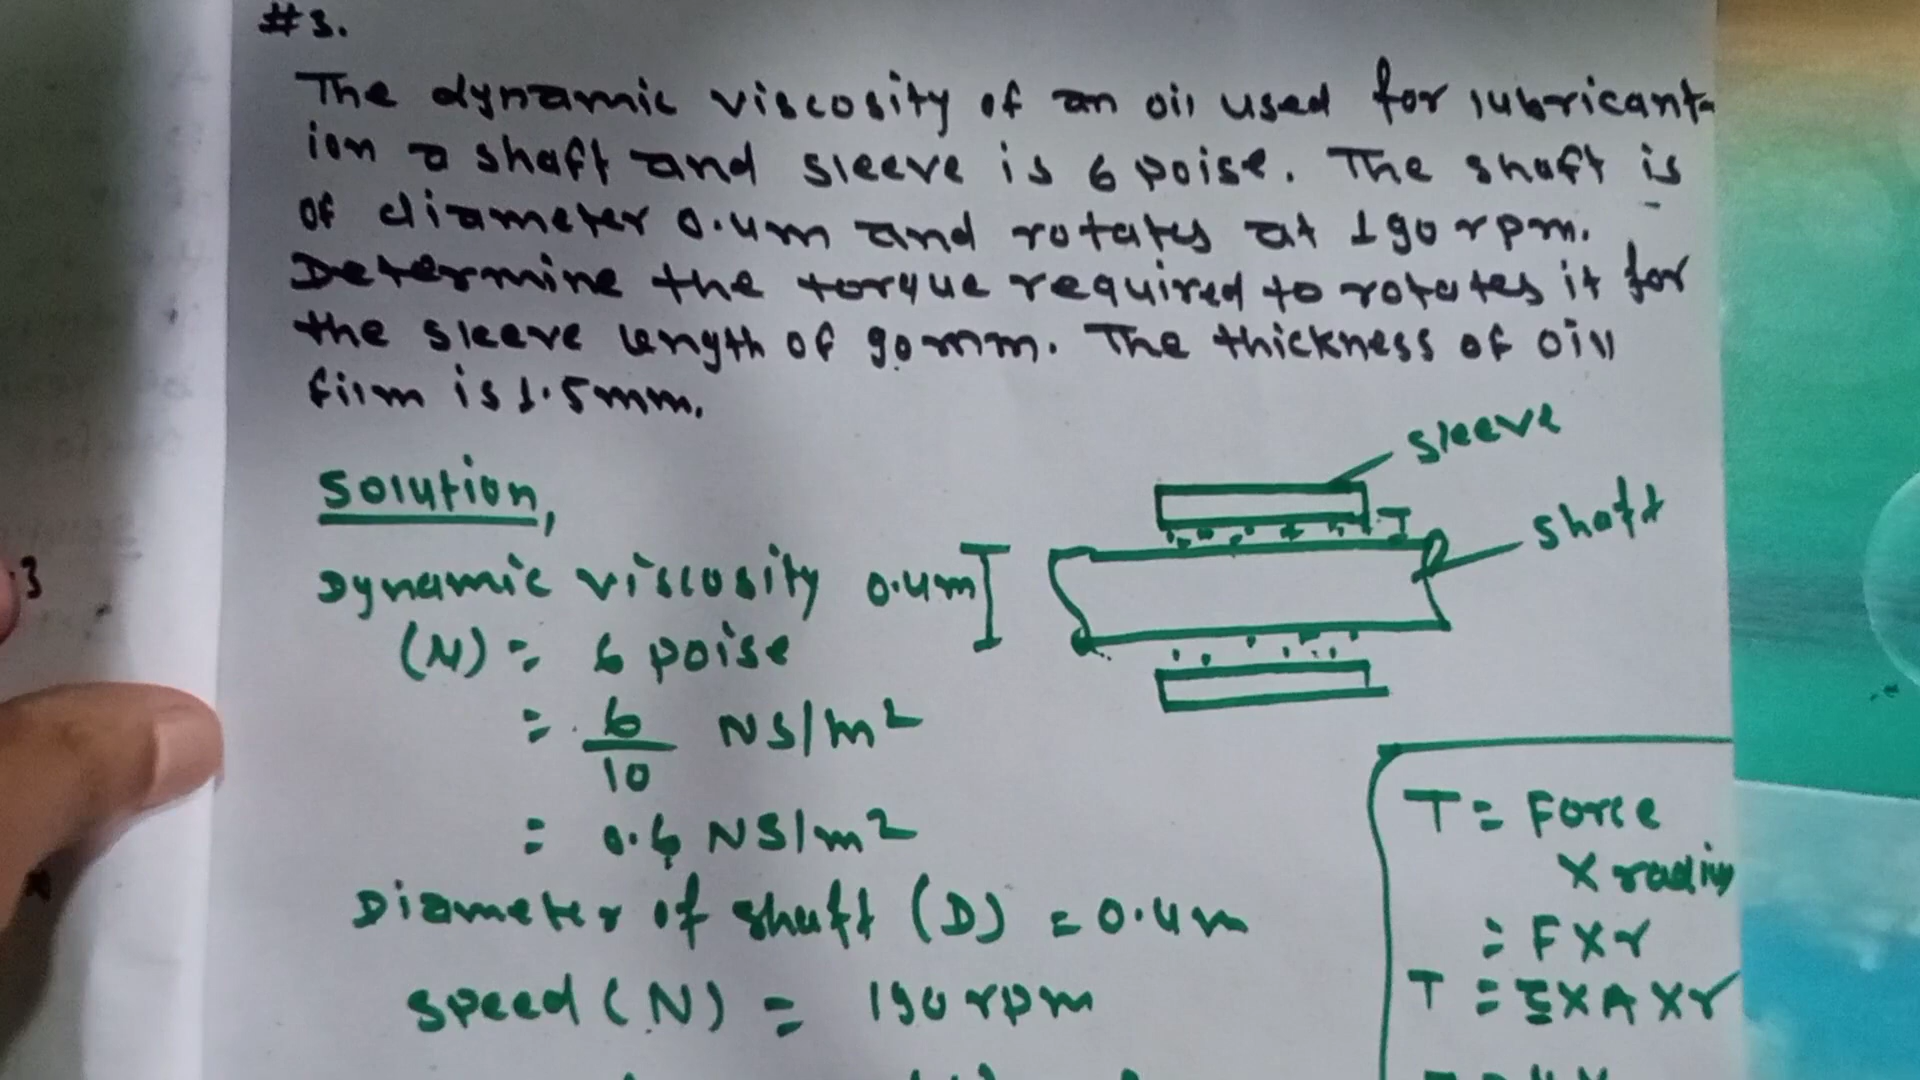 #3.
The dynamic viscosity of an oil used for lubricant-
ion a shaft and sleeve is 6 poise. The shaft is
of diameter 0.4m and rotates at 190 rpm.
Determine the torque required to rotates it for
the sleeve length of 90mm. The thickness of oil
film is 1.5mm.
sleeve
Solution,
shaft
Dynamic viscosity 0.4m
(μ) = 6 poise
= 6/10 NS/m2
= 0.6 NS/m2
T = Force
x radius
Diameter of shaft (D) = 0.4m
= F x r
speed (N) = 190 rpm
T = τ x A x r